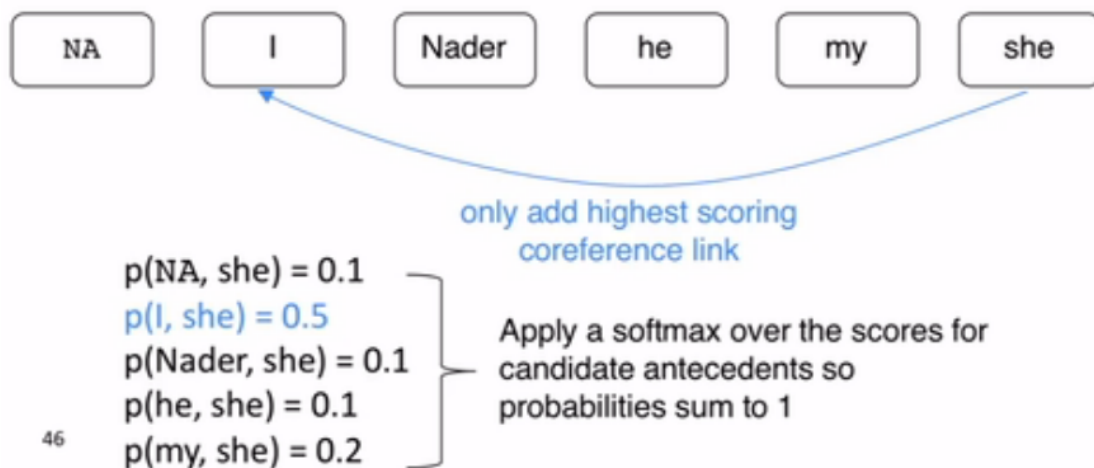 NA I Nader he my she
only add highest scoring
coreference link
p(NA, she) = 0.1
p(I, she) = 0.5
p(Nader, she) = 0.1
p(he, she) = 0.1
p(my, she) = 0.2
Apply a softmax over the scores for
candidate antecedents so
probabilities sum to 1
46